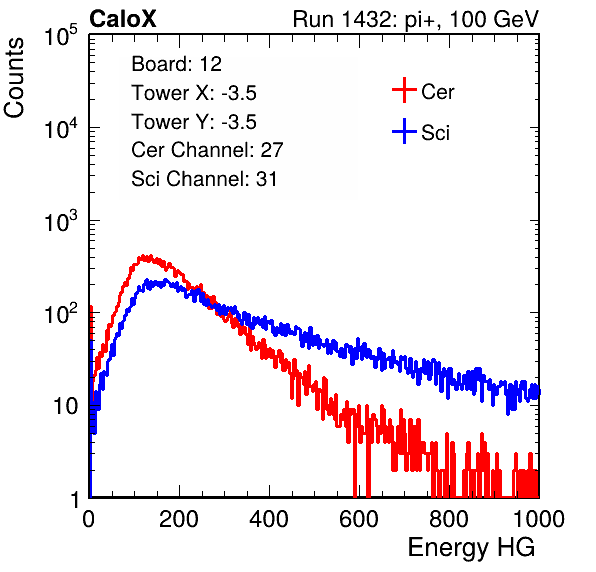 CaloX Run 1432: pi+, 100 GeV
Board: 12
Tower X: -3.5
Tower Y: -3.5
Cer Channel: 27
Sci Channel: 31
Cer
Sci
Counts
10^5
10^4
10^3
10^2
10
1
0 200 400 600 800 1000
Energy HG